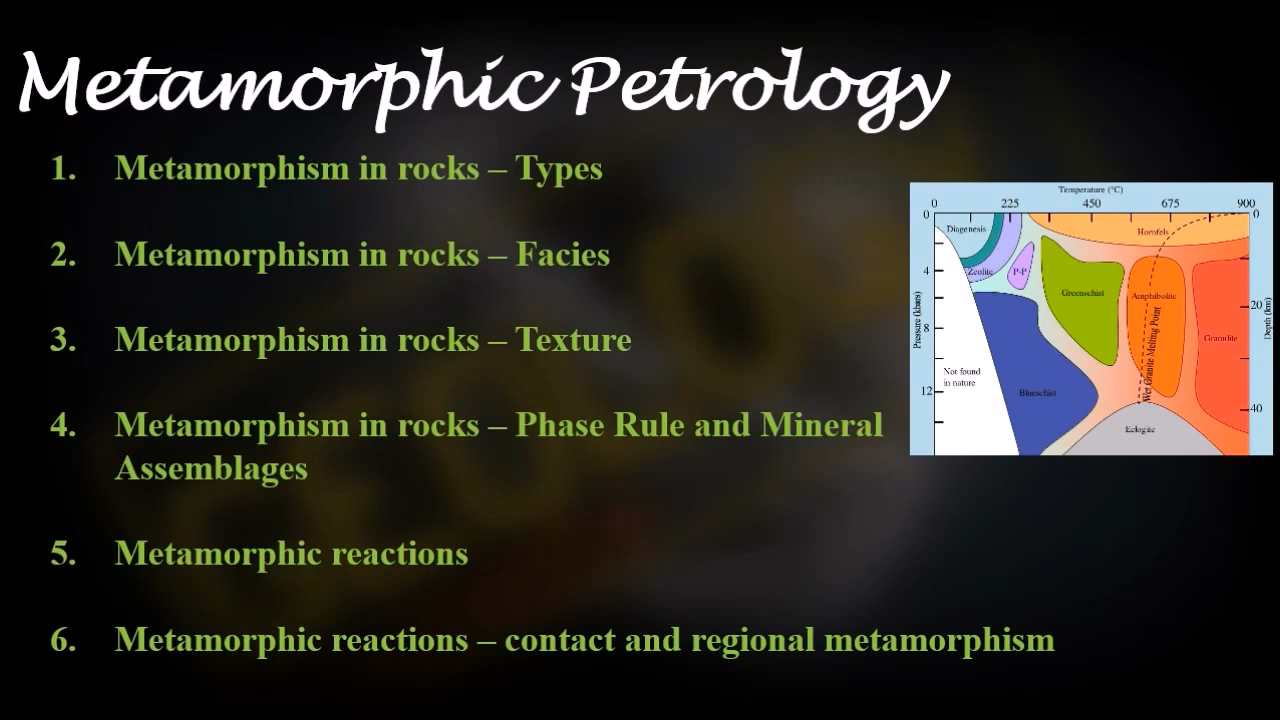 Metamorphic Petrology
1. Metamorphism in rocks – Types
2. Metamorphism in rocks – Facies
3. Metamorphism in rocks – Texture
4. Metamorphism in rocks – Phase Rule and Mineral
Assemblages
5. Metamorphic reactions
6. Metamorphic reactions – contact and regional metamorphism
Temperature (°C)
0 225 450 675 900
0
4
8
12
Pressure (kbars)
0
20
40
Depth (km)
Diagenesis
Zeolite
P-P
Hornfels
Greenschist
Amphibolite
Wet Granite Melting Point
Granulite
Not found
in nature
Blueschist
Eclogite